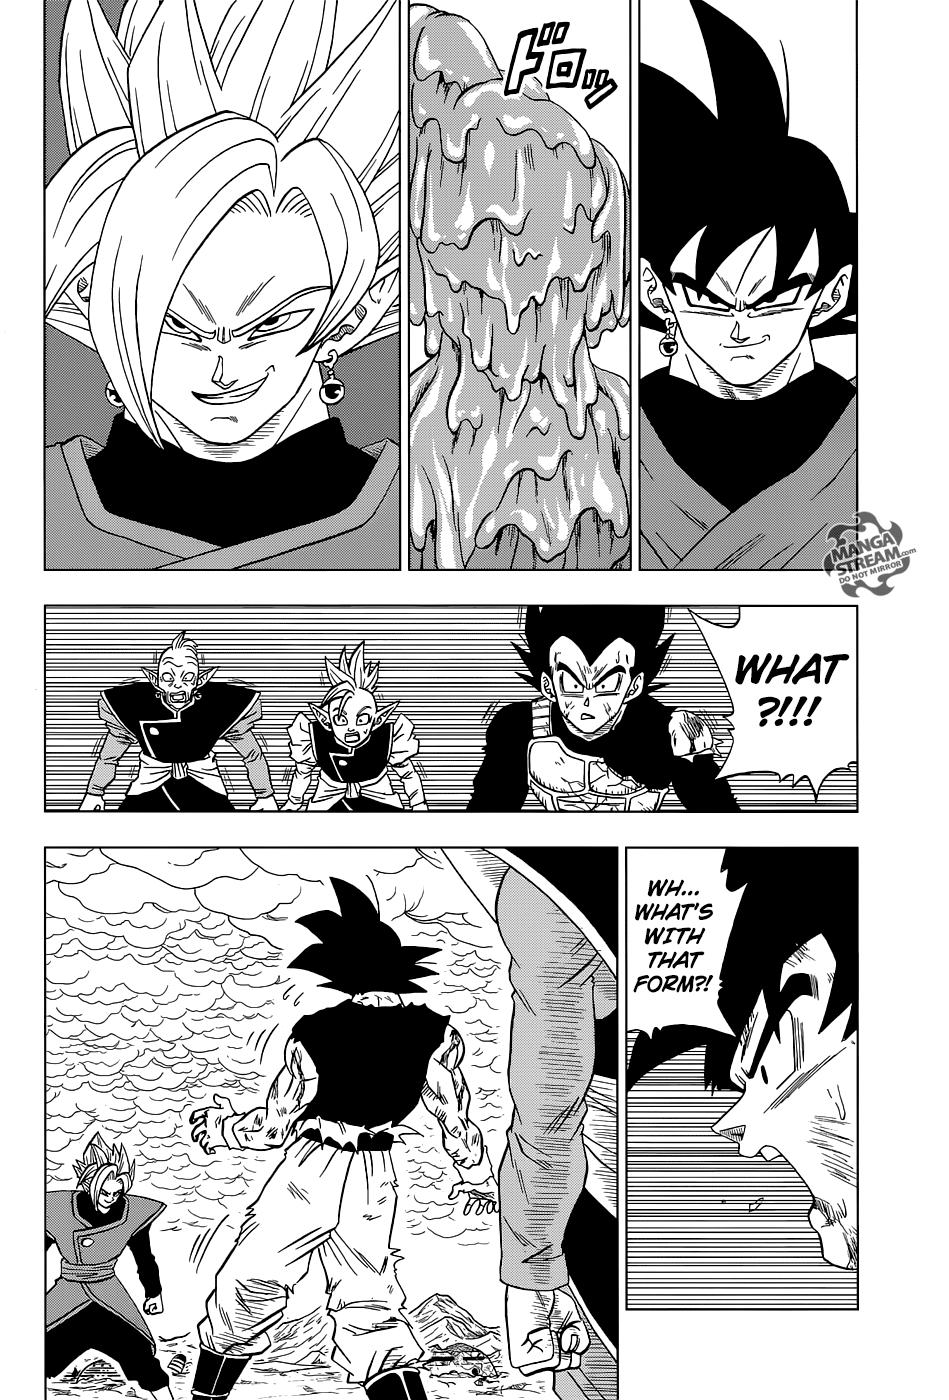 ドロッ
WHAT
?!!!
WH...
WHAT'S
WITH
THAT
FORM?!
MANGA
STREAM.com
DO NOT MIRROR